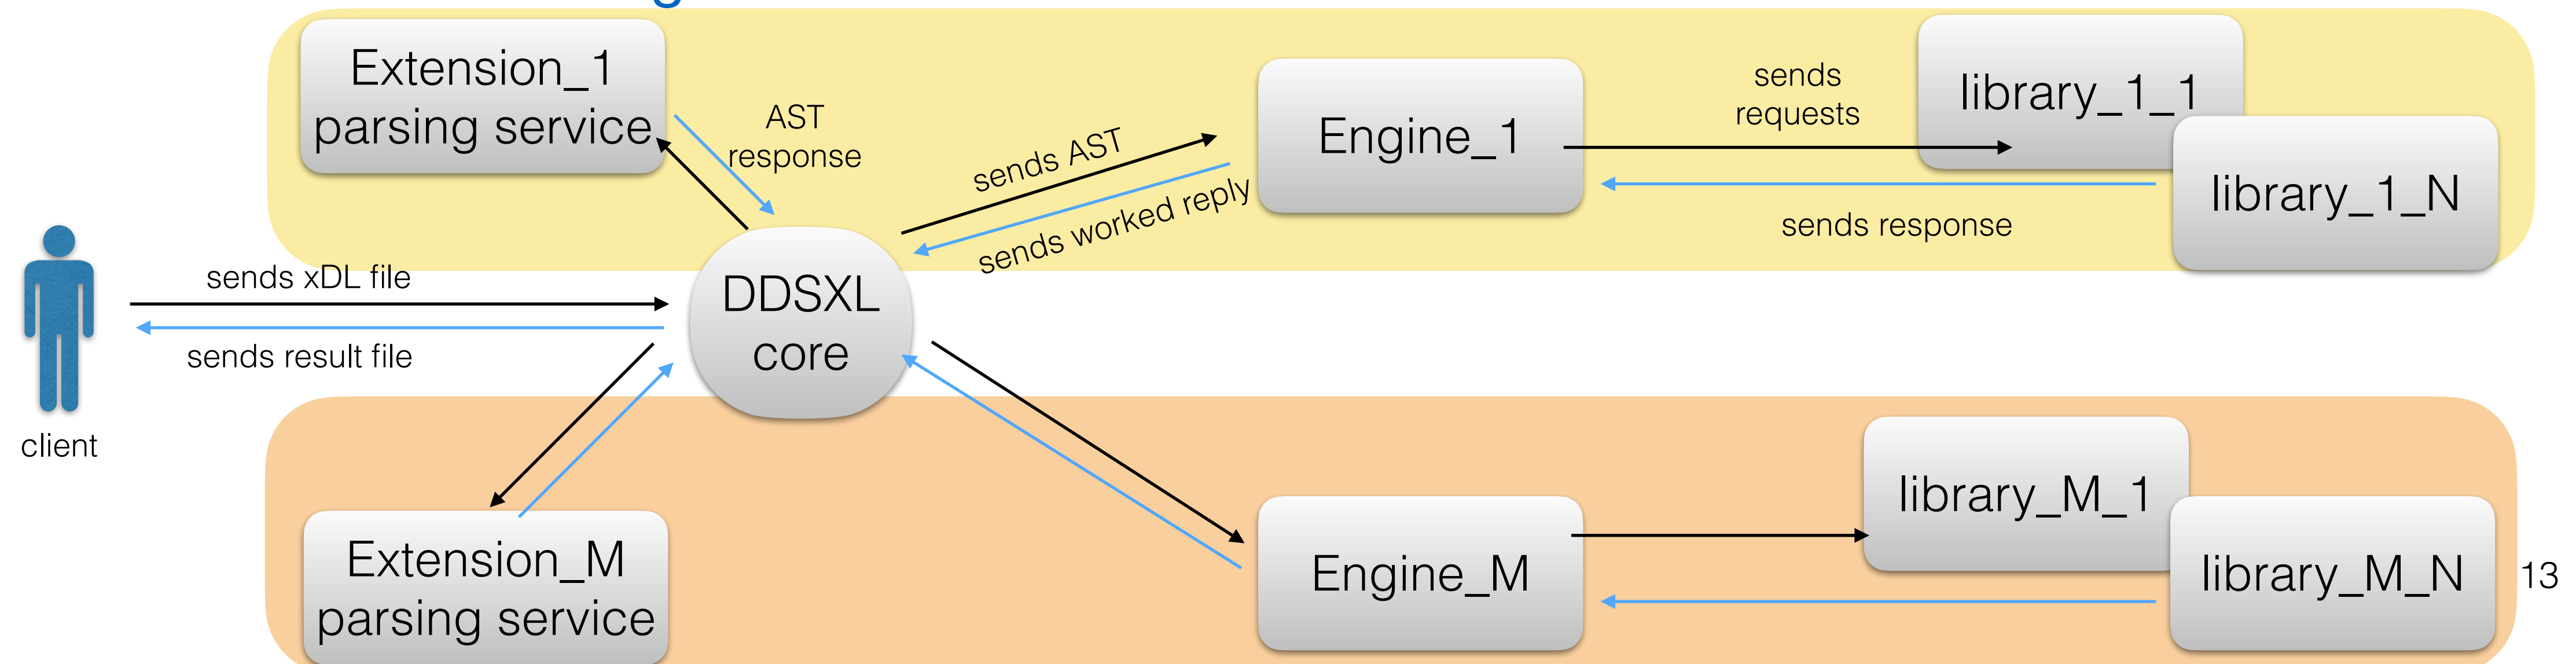 Extension_1
parsing service
AST
response
sends AST
sends worked reply
Engine_1
sends
requests
library_1_1
library_1_N
sends response
sends xDL file
sends result file
client
DDSXL
core
Extension_M
parsing service
Engine_M
library_M_1
library_M_N
13